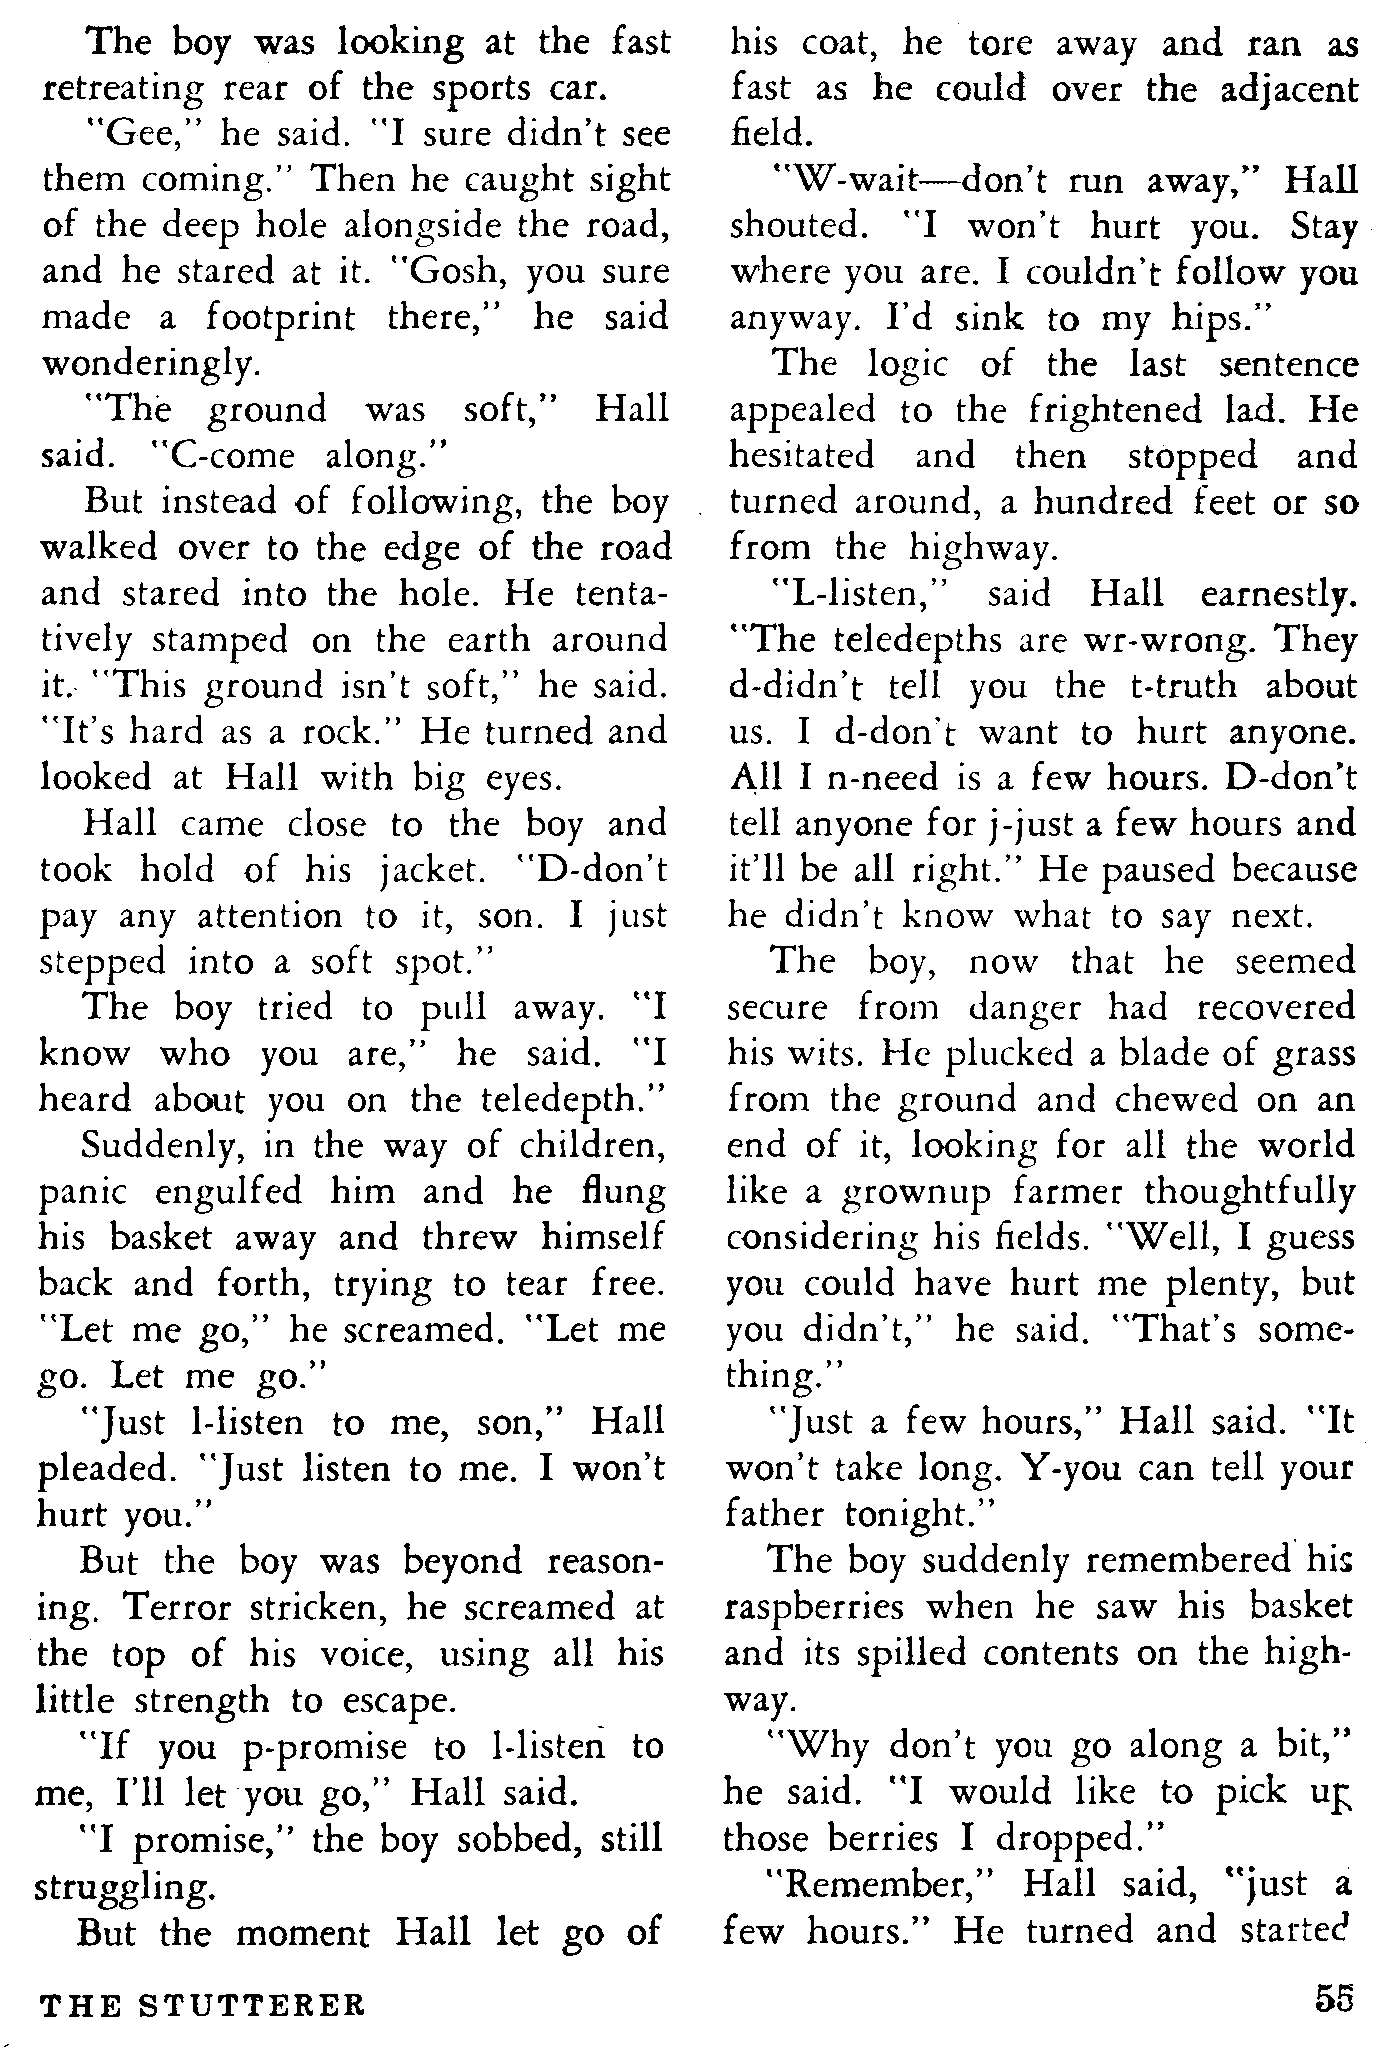 The boy was looking at the fast
retreating rear of the sports car.
"Gee," he said. "I sure didn't see
them coming." Then he caught sight
of the deep hole alongside the road,
and he stared at it. "Gosh, you sure
made a footprint there," he said
wonderingly.
"The ground was soft," Hall
said. "C-come along."
But instead of following, the boy
walked over to the edge of the road
and stared into the hole. He tenta-
tively stamped on the earth around
it. "This ground isn't soft," he said.
"It's hard as a rock." He turned and
looked at Hall with big eyes.
Hall came close to the boy and
took hold of his jacket. "D-don't
pay any attention to it, son. I just
stepped into a soft spot."
The boy tried to pull away. "I
know who you are," he said. "I
heard about you on the teledepth."
Suddenly, in the way of children,
panic engulfed him and he flung
his basket away and threw himself
back and forth, trying to tear free.
"Let me go," he screamed. "Let me
go. Let me go."
"Just l-listen to me, son," Hall
pleaded. "Just listen to me. I won't
hurt you."
But the boy was beyond reason-
ing. Terror stricken, he screamed at
the top of his voice, using all his
little strength to escape.
"If you p-promise to l-listen to
me, I'll let you go," Hall said.
"I promise," the boy sobbed, still
struggling.
But the moment Hall let go of
his coat, he tore away and ran as
fast as he could over the adjacent
field.
"W-wait—don't run away," Hall
shouted. "I won't hurt you. Stay
where you are. I couldn't follow you
anyway. I'd sink to my hips."
The logic of the last sentence
appealed to the frightened lad. He
hesitated and then stopped and
turned around, a hundred feet or so
from the highway.
"L-listen," said Hall earnestly.
"The teledepths are wr-wrong. They
d-didn't tell you the t-truth about
us. I d-don't want to hurt anyone.
All I n-need is a few hours. D-don't
tell anyone for j-just a few hours and
it'll be all right." He paused because
he didn't know what to say next.
The boy, now that he seemed
secure from danger had recovered
his wits. He plucked a blade of grass
from the ground and chewed on an
end of it, looking for all the world
like a grownup farmer thoughtfully
considering his fields. "Well, I guess
you could have hurt me plenty, but
you didn't," he said. "That's some-
thing."
"Just a few hours," Hall said. "It
won't take long. Y-you can tell your
father tonight."
The boy suddenly remembered his
raspberries when he saw his basket
and its spilled contents on the high-
way.
"Why don't you go along a bit,"
he said. "I would like to pick up
those berries I dropped."
"Remember," Hall said, "just a
few hours." He turned and started
THE STUTTERER
55